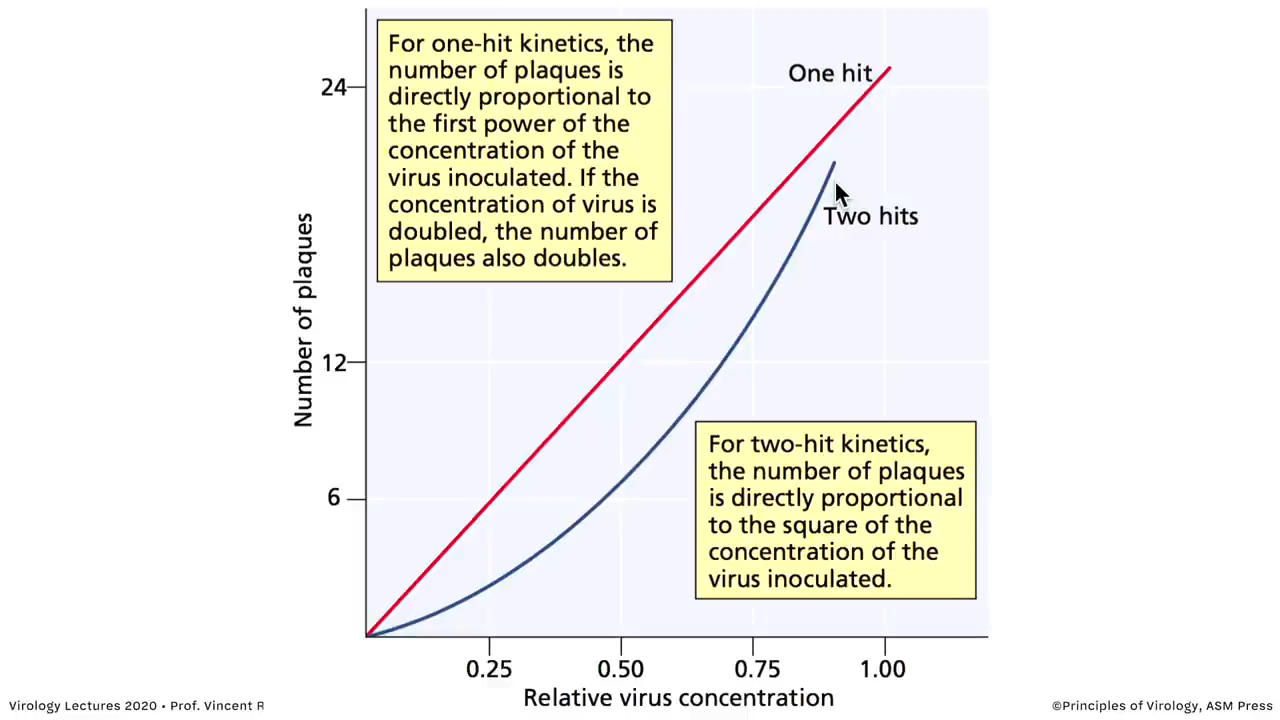 For one-hit kinetics, the
number of plaques is
directly proportional to
the first power of the
concentration of the
virus inoculated. If the
concentration of virus is
doubled, the number of
plaques also doubles.
One hit
Two hits
24
12
6
Number of plaques
For two-hit kinetics,
the number of plaques
is directly proportional
to the square of the
concentration of the
virus inoculated.
0.25 0.50 0.75 1.00
Relative virus concentration
Virology Lectures 2020 • Prof. Vincent R
©Principles of Virology, ASM Press